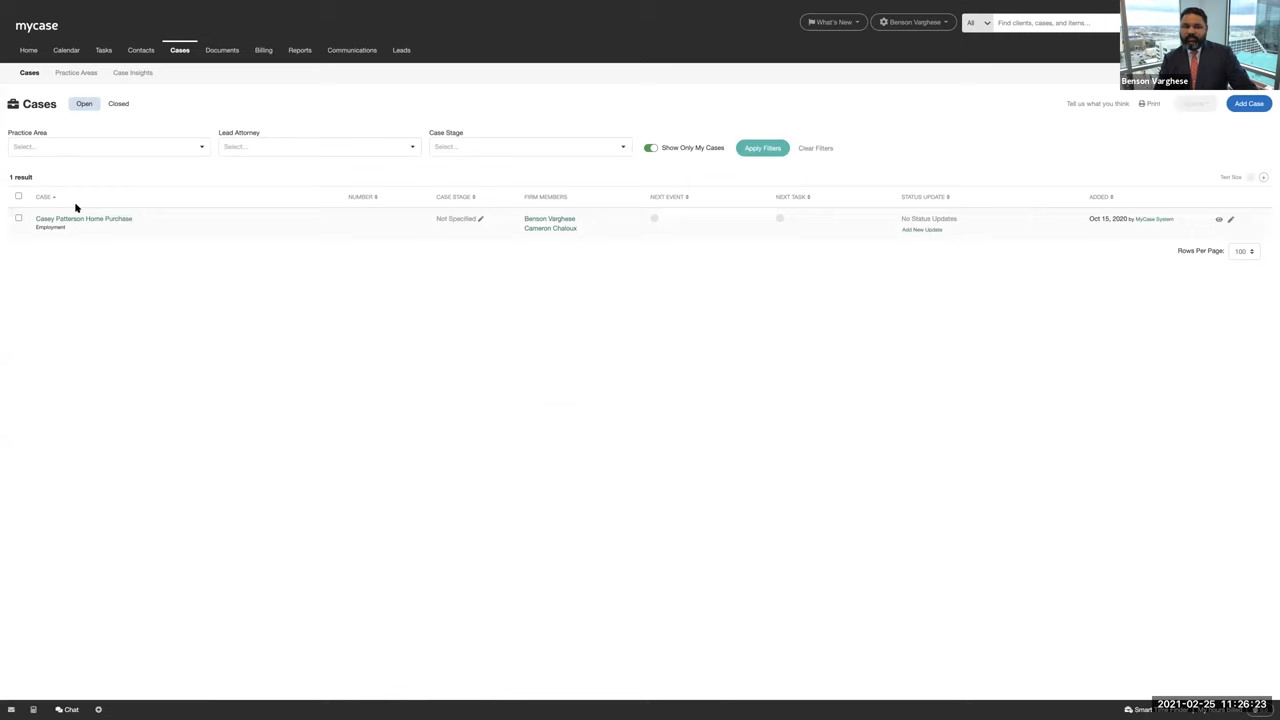 mycase
What's New
Benson Varghese
All
Find clients, cases, and items...
Home
Calendar
Tasks
Contacts
Cases
Documents
Billing
Reports
Communications
Leads
Benson Varghese
Cases
Practice Areas
Case Insights
Cases
Open
Closed
Tell us what you think
Print
Add Case
Practice Area
Lead Attorney
Case Stage
Select...
Select...
Select...
Show Only My Cases
Apply Filters
Clear Filters
1 result
Text Size
CASE
NUMBER
CASE STAGE
FIRM MEMBERS
NEXT EVENT
NEXT TASK
STATUS UPDATE
ADDED
Casey Patterson Home Purchase
Employment
Not Specified
Benson Varghese
Cameron Chaloux
No Status Updates
Add New Update
Oct 15, 2020 by MyCase System
Rows Per Page:
100
Chat
Smart Time Finder
2021-02-25 11:26:23